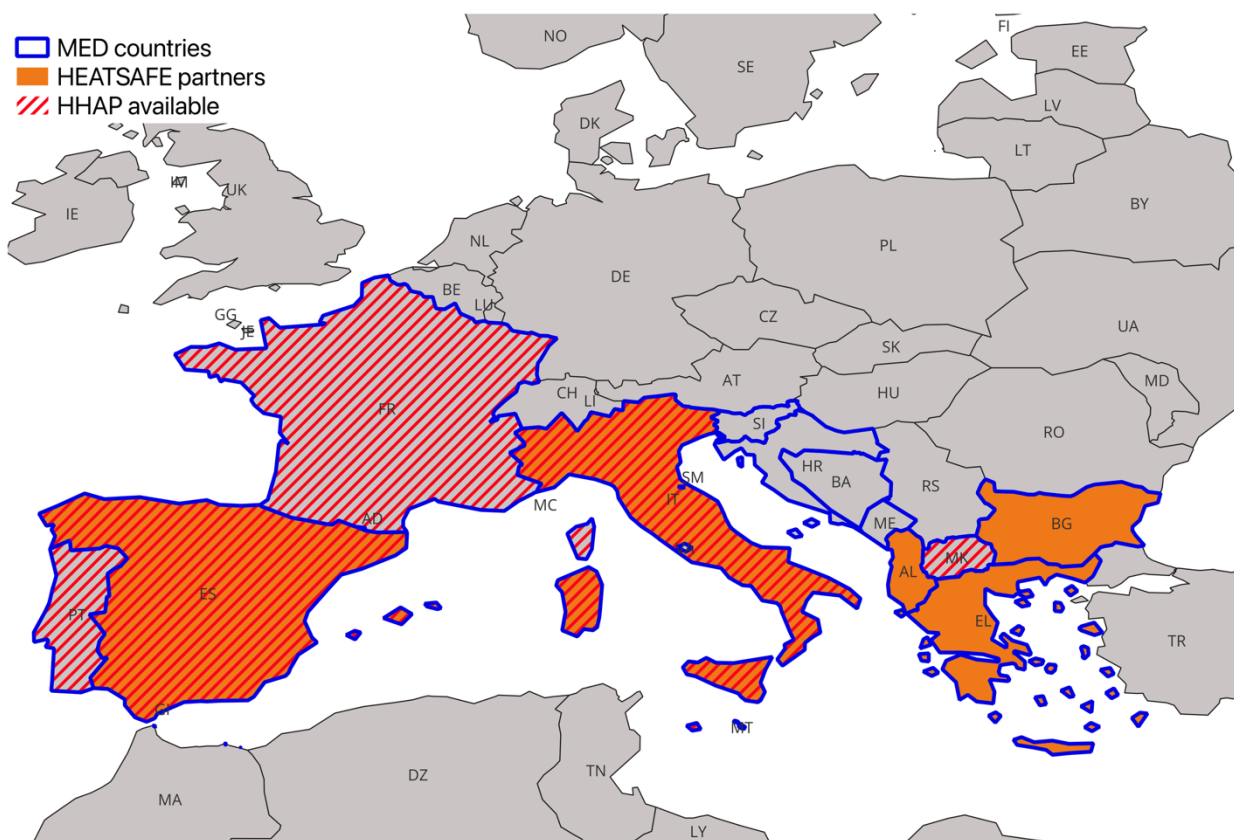 MED countries
HEATSAFE partners
HHAP available
NO
SE
FI
EE
LV
LT
DK
IM
UK
IE
BY
NL
PL
DE
BE
LU
CZ
GG
JE
UA
SK
MD
CH
LI
AT
HU
FR
SI
RO
HR
BA
RS
SM
IT
MC
AD
ME
BG
MK
AL
ES
PT
EL
TR
GI
MT
MA
DZ
TN
LY